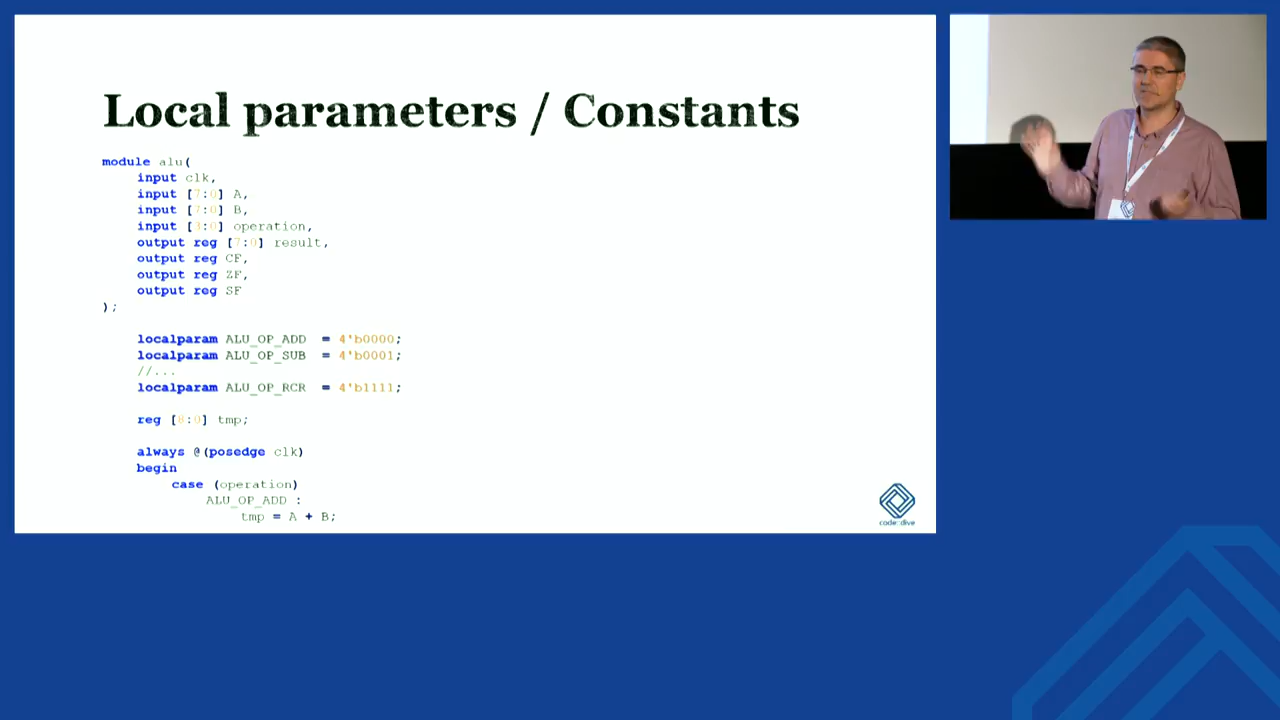 Local parameters / Constants
module alu(
    input clk,
    input [7:0] A,
    input [7:0] B,
    input [3:0] operation,
    output reg [7:0] result,
    output reg CF,
    output reg ZF,
    output reg SF
);
    localparam ALU_OP_ADD  = 4'b0000;
    localparam ALU_OP_SUB  = 4'b0001;
    //...
    localparam ALU_OP_RCR  = 4'b1111;
    reg [8:0] tmp;
    always @(posedge clk)
    begin
        case (operation)
            ALU_OP_ADD :
                tmp = A + B;
code::dive